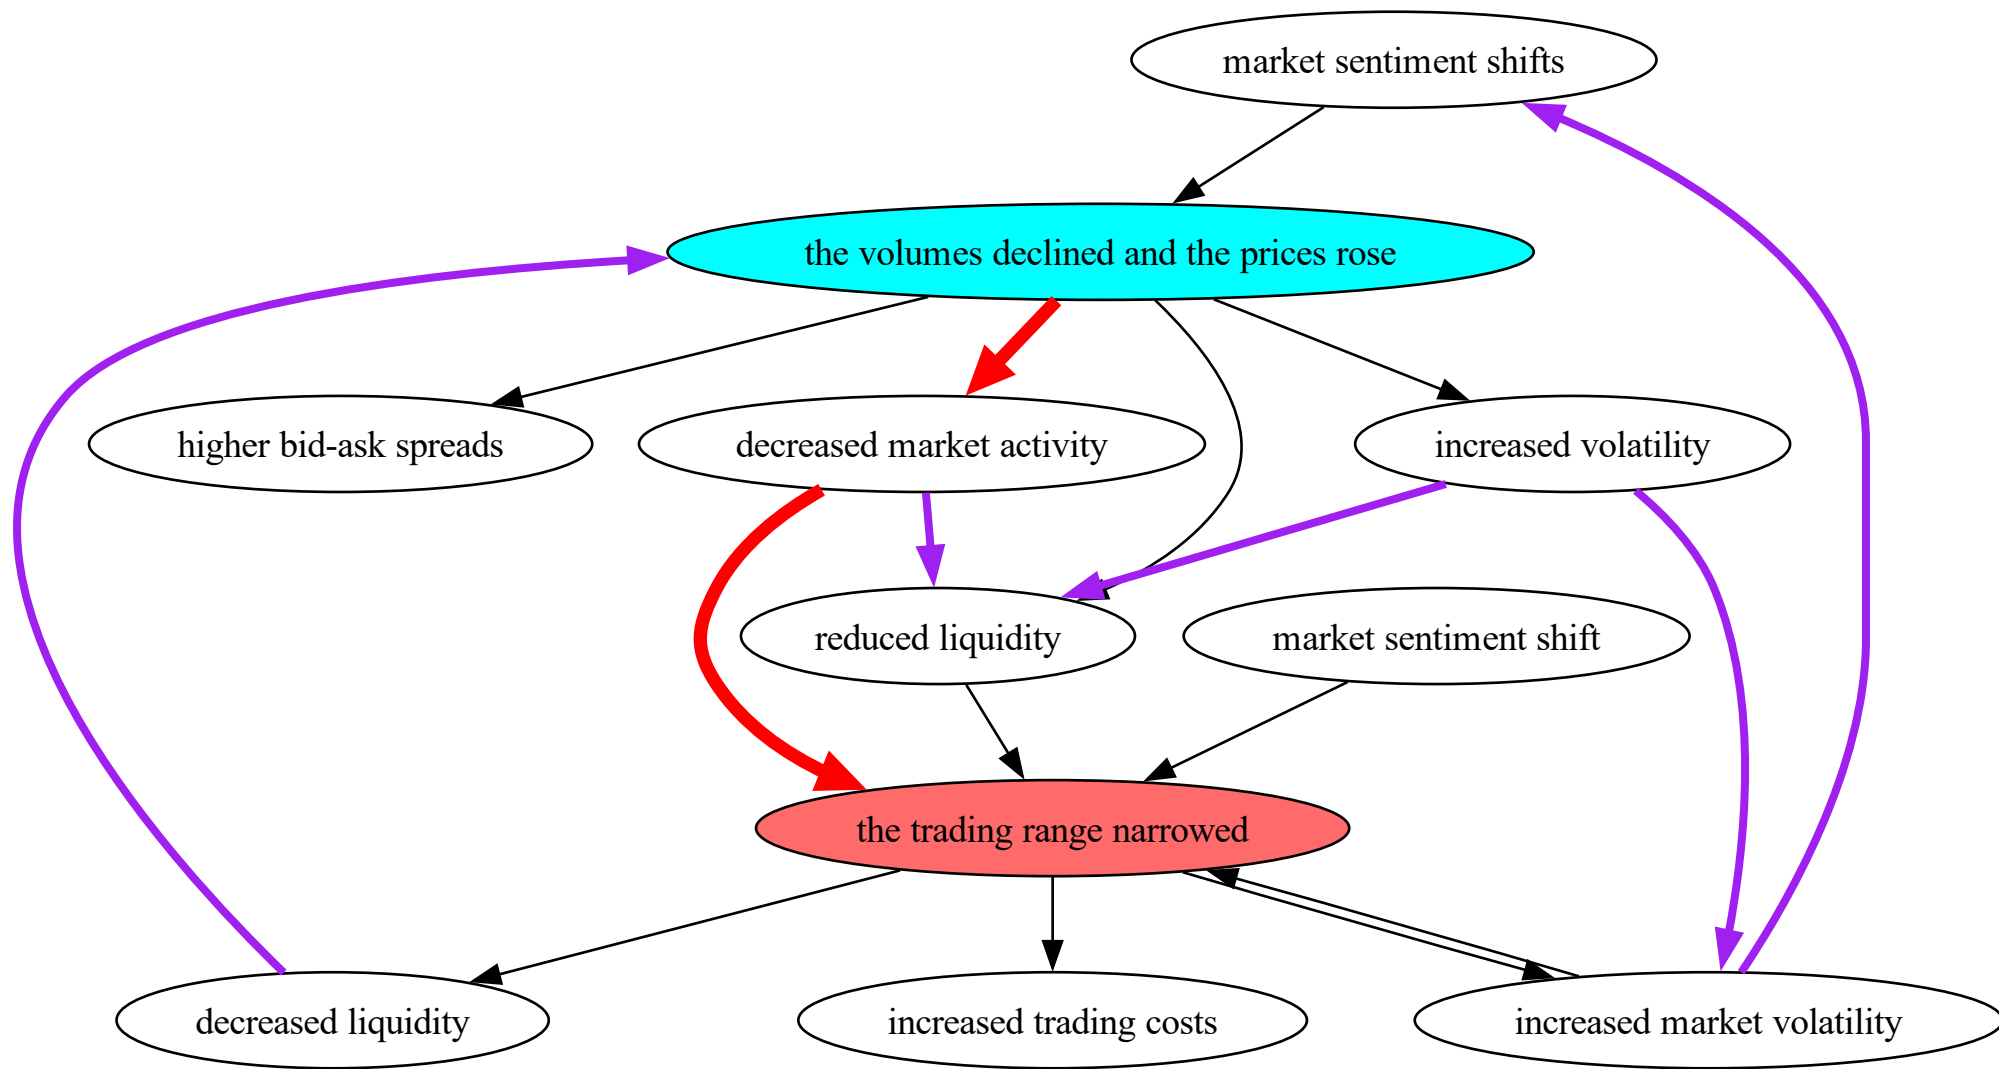 market sentiment shifts
the volumes declined and the prices rose
higher bid-ask spreads
decreased market activity
increased volatility
reduced liquidity
market sentiment shift
the trading range narrowed
decreased liquidity
increased trading costs
increased market volatility